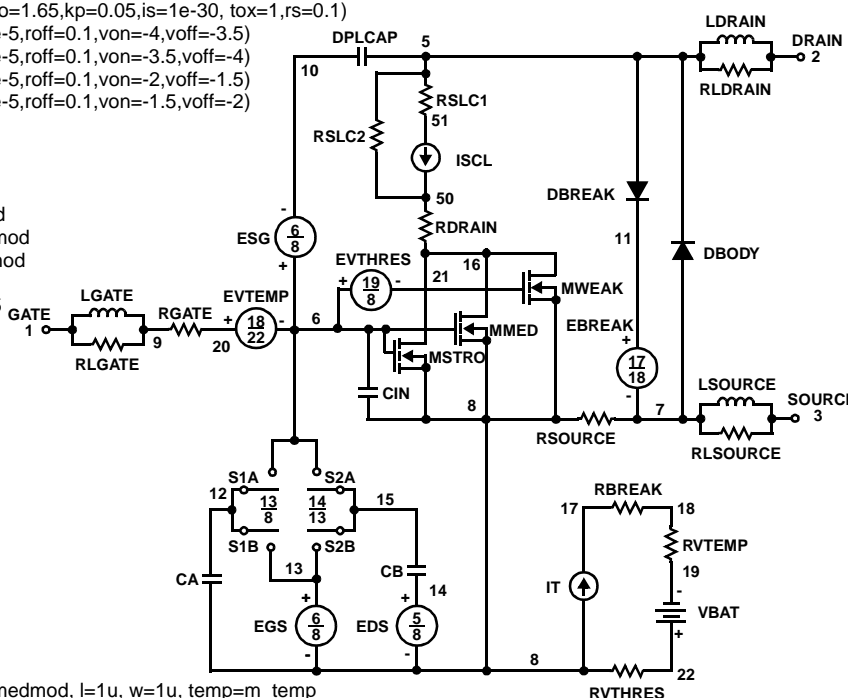 o=1.65,kp=0.05,is=1e-30, tox=1,rs=0.1)
e-5,roff=0.1,von=-4,voff=-3.5)
e-5,roff=0.1,von=-3.5,voff=-4)
e-5,roff=0.1,von=-2,voff=-1.5)
e-5,roff=0.1,von=-1.5,voff=-2)
LDRAIN
DPLCAP
5
DRAIN
2
10
RLDRAIN
RSLC1
51
RSLC2
ISCL
50
DBREAK
RDRAIN
ESG
6
8
11
DBODY
EVTHRES
16
21
19
8
MWEAK
LGATE
EVTEMP
GATE
1
RGATE
18
22
6
MMED
EBREAK
9
20
MSTRO
17
18
RLGATE
CIN
LSOURCE
8
7
SOURCE
3
RSOURCE
RLSOURCE
S1A
S2A
12
13
8
14
13
15
RBREAK
17
18
S1B
S2B
RVTEMP
13
CB
19
CA
14
IT
VBAT
EGS
6
8
EDS
5
8
8
22
RVTHRES
medmod, l=1u, w=1u, temp=m_temp